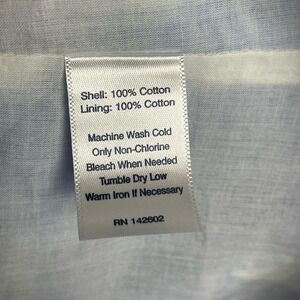 Shell: 100% Cotton
Lining: 100% Cotton
Machine Wash Cold
Only Non-Chlorine
Bleach When Needed
Tumble Dry Low
Warm Iron If Necessary
RN 142602